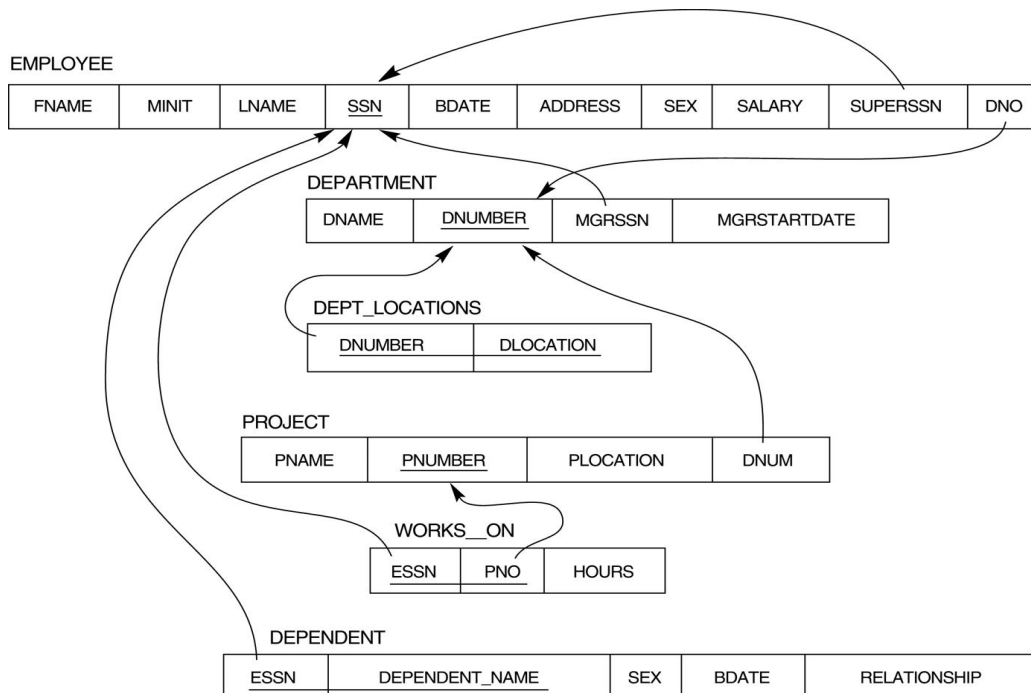 EMPLOYEE
FNAME MINIT LNAME SSN BDATE ADDRESS SEX SALARY SUPERSSN DNO
DEPARTMENT
DNAME DNUMBER MGRSSN MGRSTARTDATE
DEPT_LOCATIONS
DNUMBER DLOCATION
PROJECT
PNAME PNUMBER PLOCATION DNUM
WORKS__ON
ESSN PNO HOURS
DEPENDENT
ESSN DEPENDENT_NAME SEX BDATE RELATIONSHIP